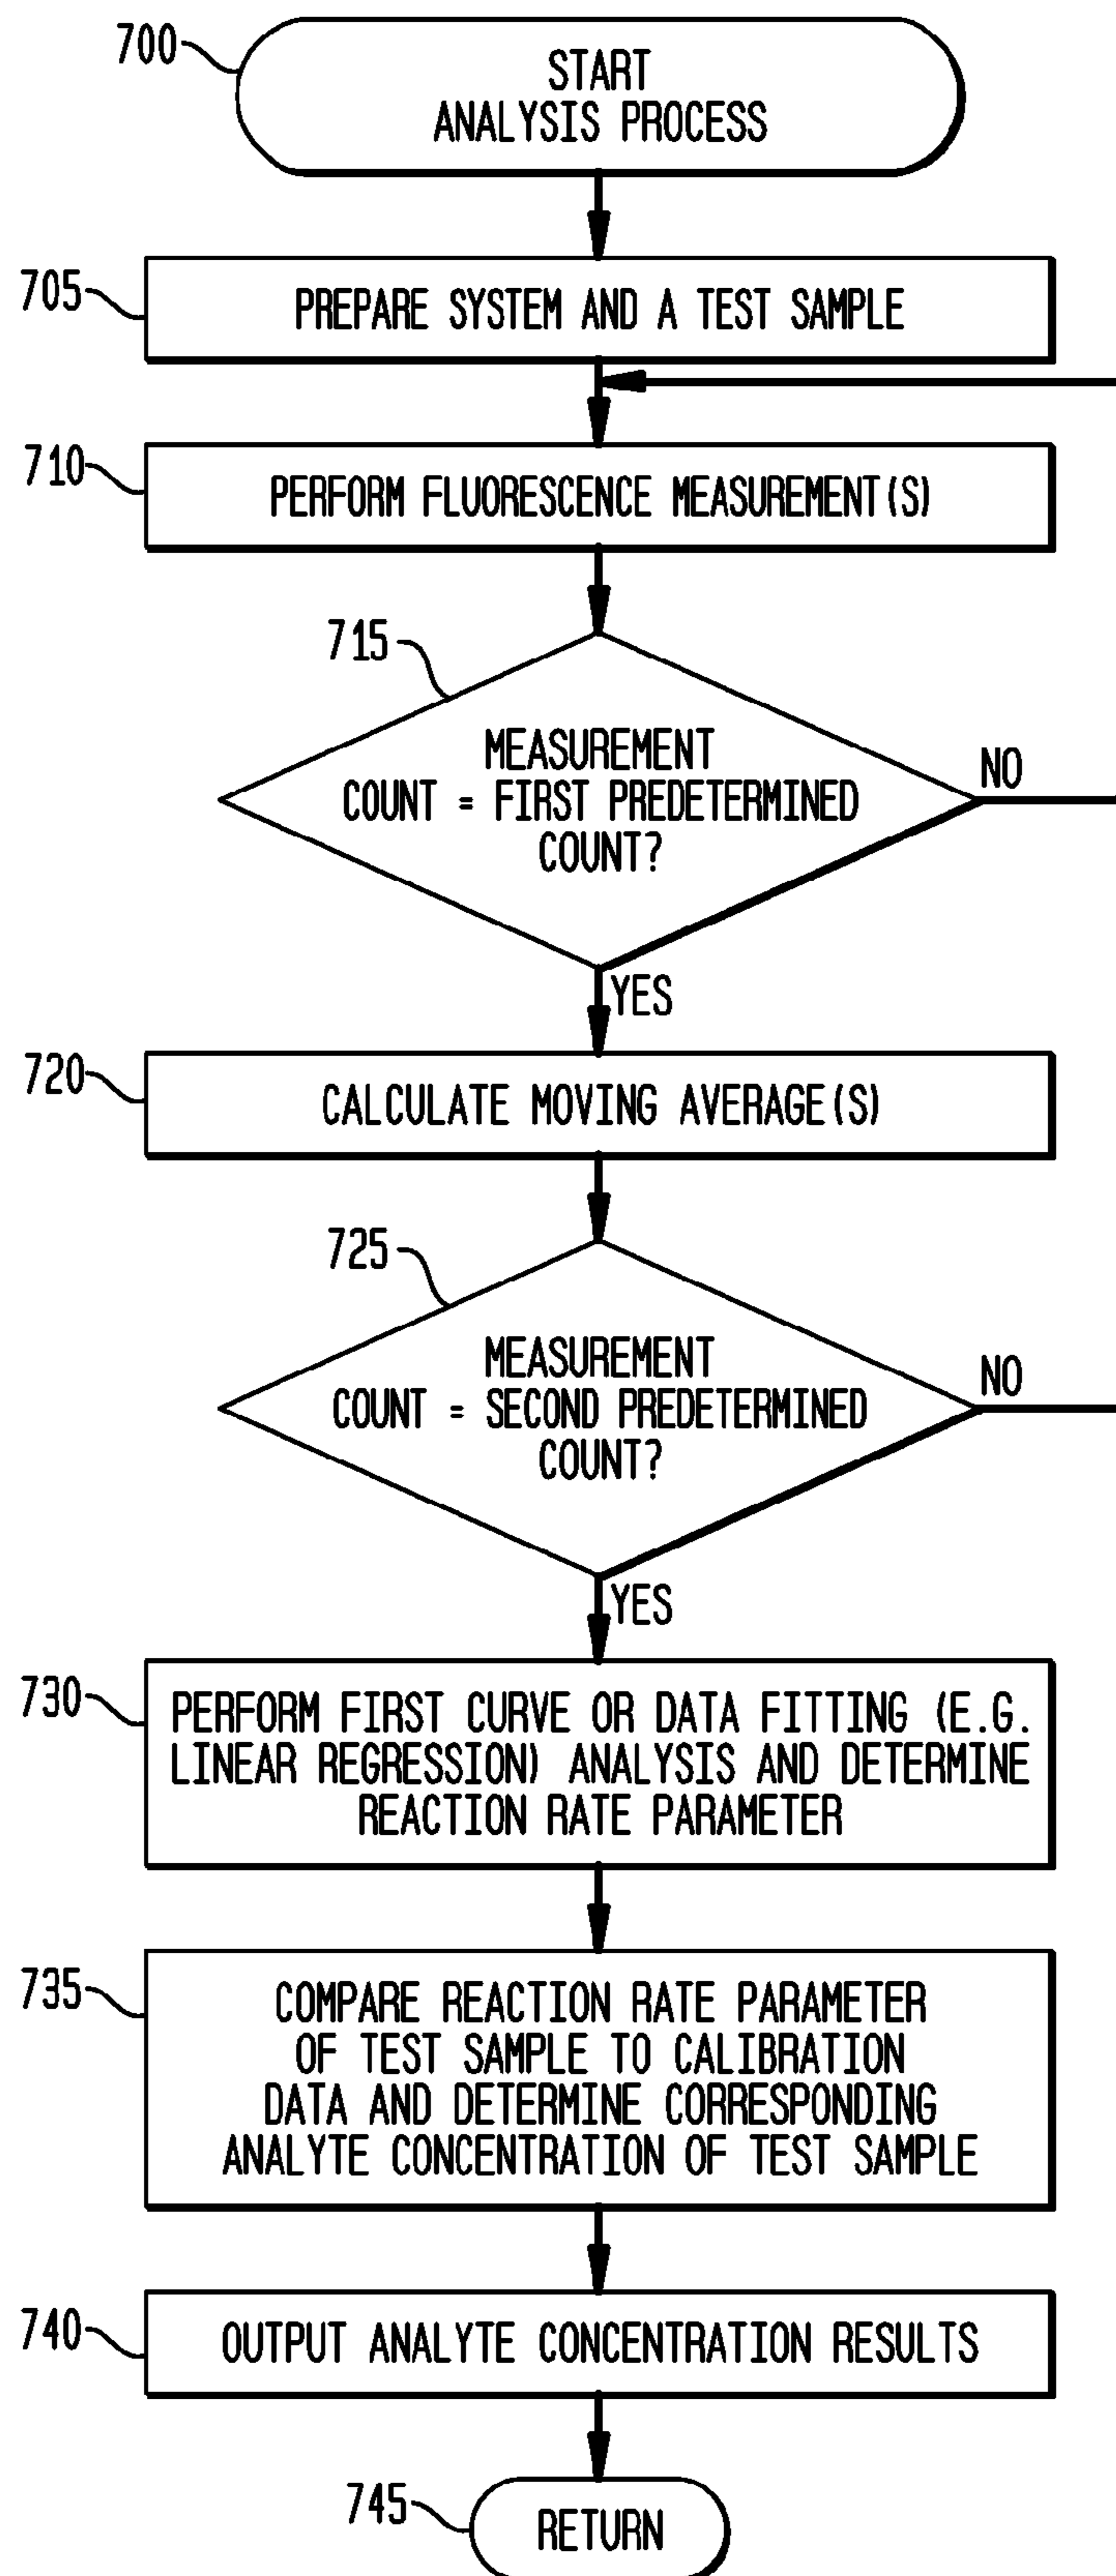 700
START
ANALYSIS PROCESS
705
PREPARE SYSTEM AND A TEST SAMPLE
710
PERFORM FLUORESCENCE MEASUREMENT(S)
715
MEASUREMENT
COUNT = FIRST PREDETERMINED
COUNT?
NO
YES
720
CALCULATE MOVING AVERAGE(S)
725
MEASUREMENT
COUNT = SECOND PREDETERMINED
COUNT?
NO
YES
730
PERFORM FIRST CURVE OR DATA FITTING (E.G.
LINEAR REGRESSION) ANALYSIS AND DETERMINE
REACTION RATE PARAMETER
735
COMPARE REACTION RATE PARAMETER
OF TEST SAMPLE TO CALIBRATION
DATA AND DETERMINE CORRESPONDING
ANALYTE CONCENTRATION OF TEST SAMPLE
740
OUTPUT ANALYTE CONCENTRATION RESULTS
745
RETURN